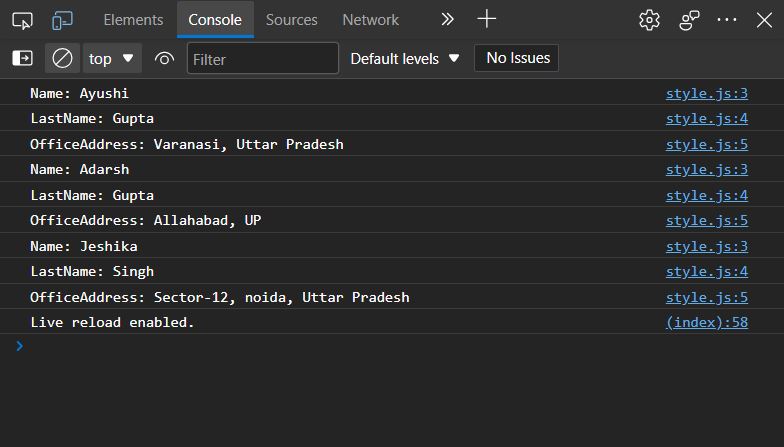 Elements Console Sources Network
top Filter Default levels No Issues
Name: Ayushi style.js:3
LastName: Gupta style.js:4
OfficeAddress: Varanasi, Uttar Pradesh style.js:5
Name: Adarsh style.js:3
LastName: Gupta style.js:4
OfficeAddress: Allahabad, UP style.js:5
Name: Jeshika style.js:3
LastName: Singh style.js:4
OfficeAddress: Sector-12, noida, Uttar Pradesh style.js:5
Live reload enabled. (index):58